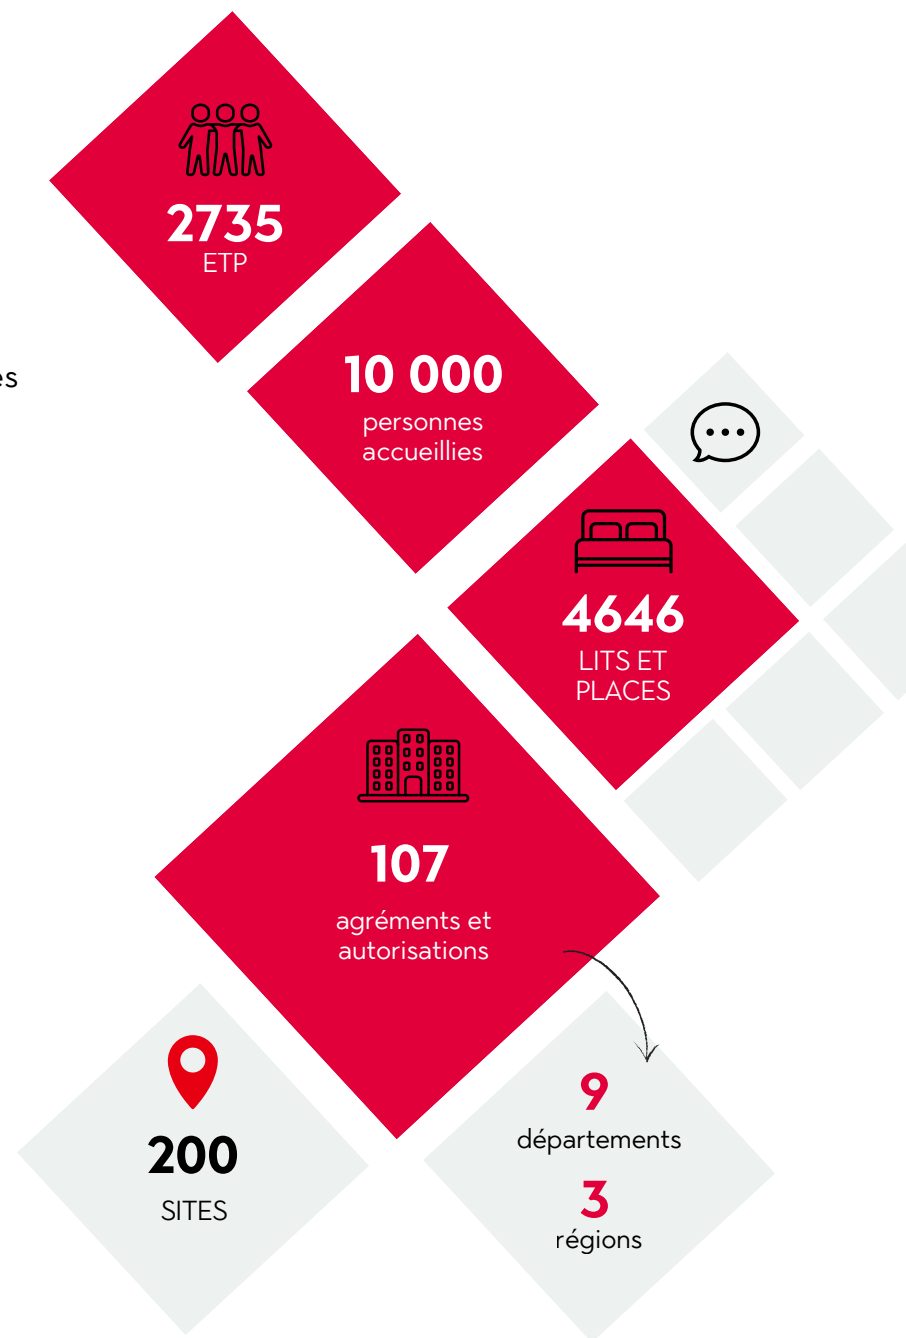 2735
ETP
10 000
personnes
accueillies
4646
LITS ET
PLACES
107
agréments et
autorisations
200
SITES
9
départements
3
régions